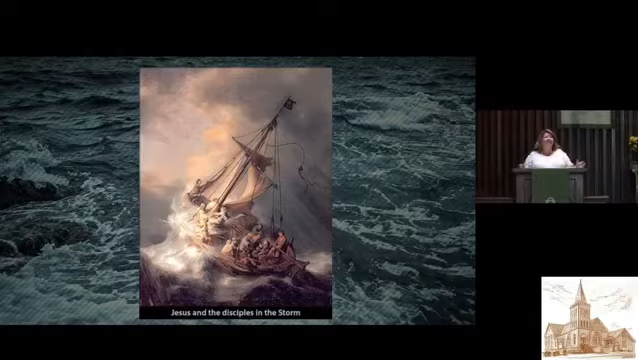 Jesus and the disciples in the Storm